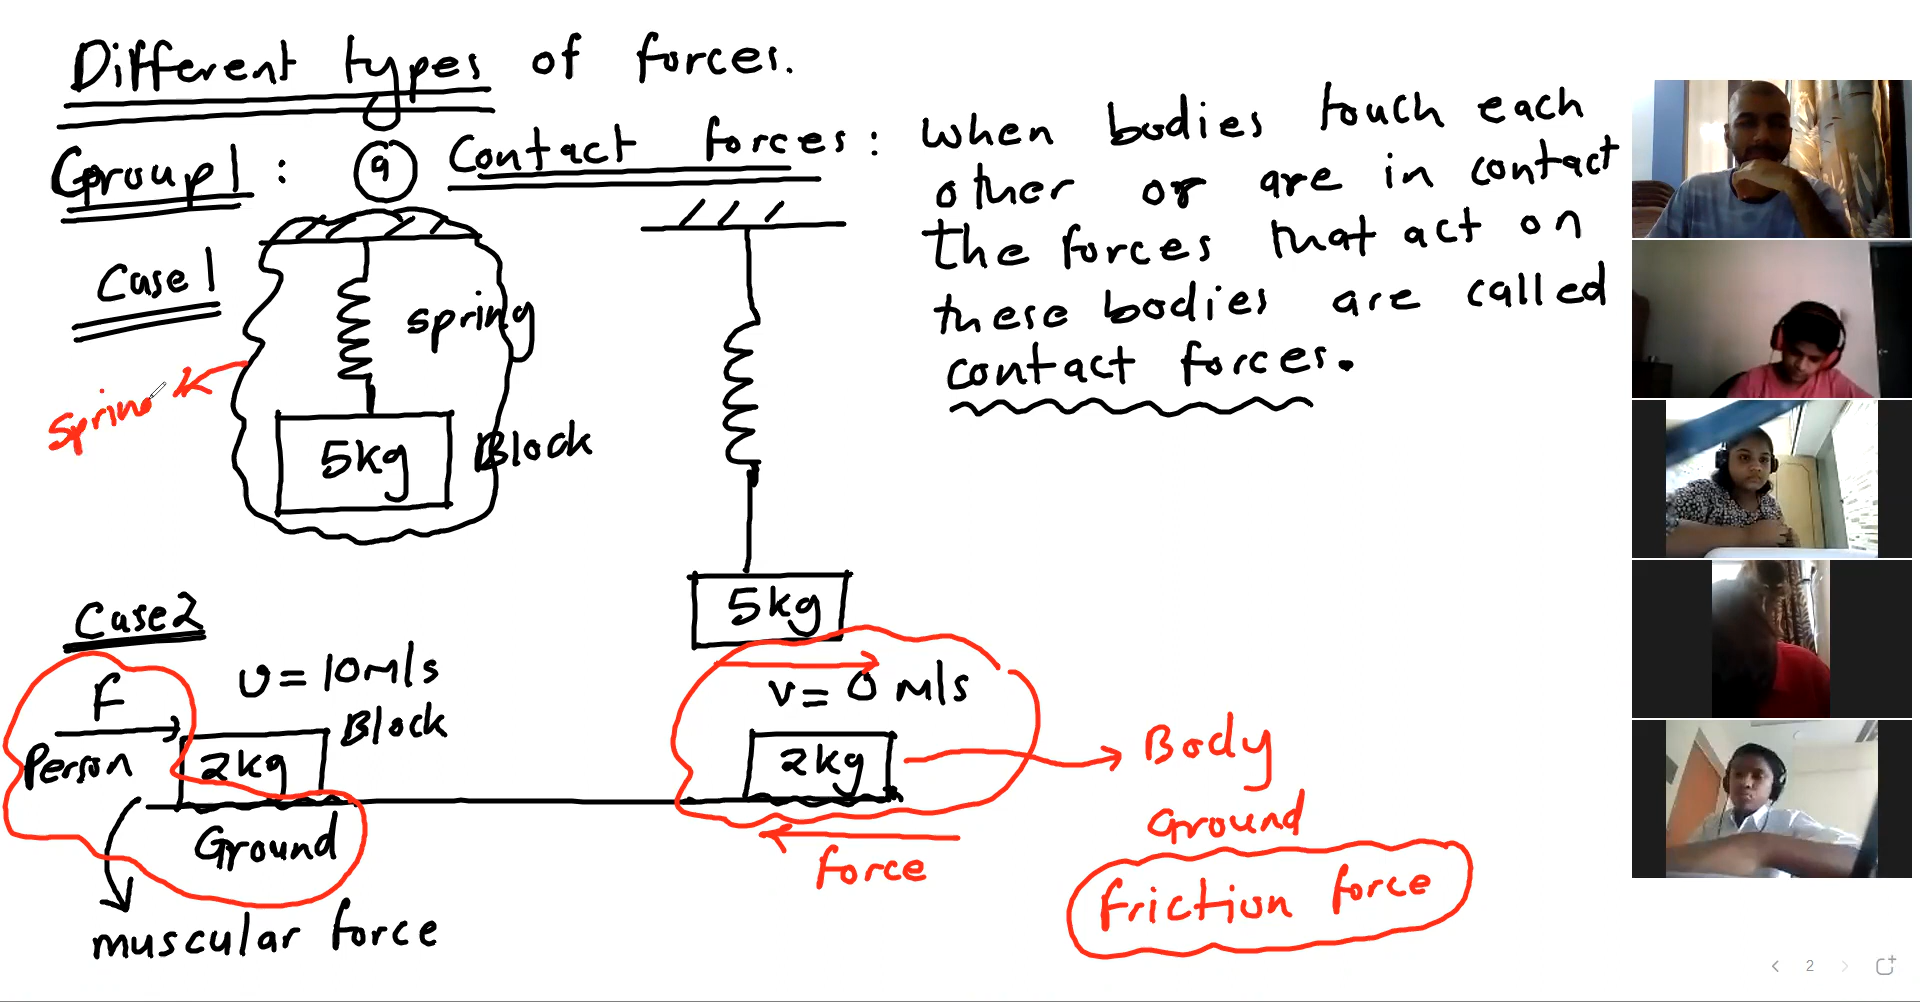 Different types of forces.
Group 1 : (a) Contact forces : when bodies touch each
other or are in contact
the forces that act on
these bodies are called
contact forces.
Case 1
spring
Spring
5kg
Block
5kg
Case 2
F
u = 10 m/s
Block
Person
2kg
Ground
muscular force
v = 0 m/s
2kg
force
Body
Ground
friction force
2